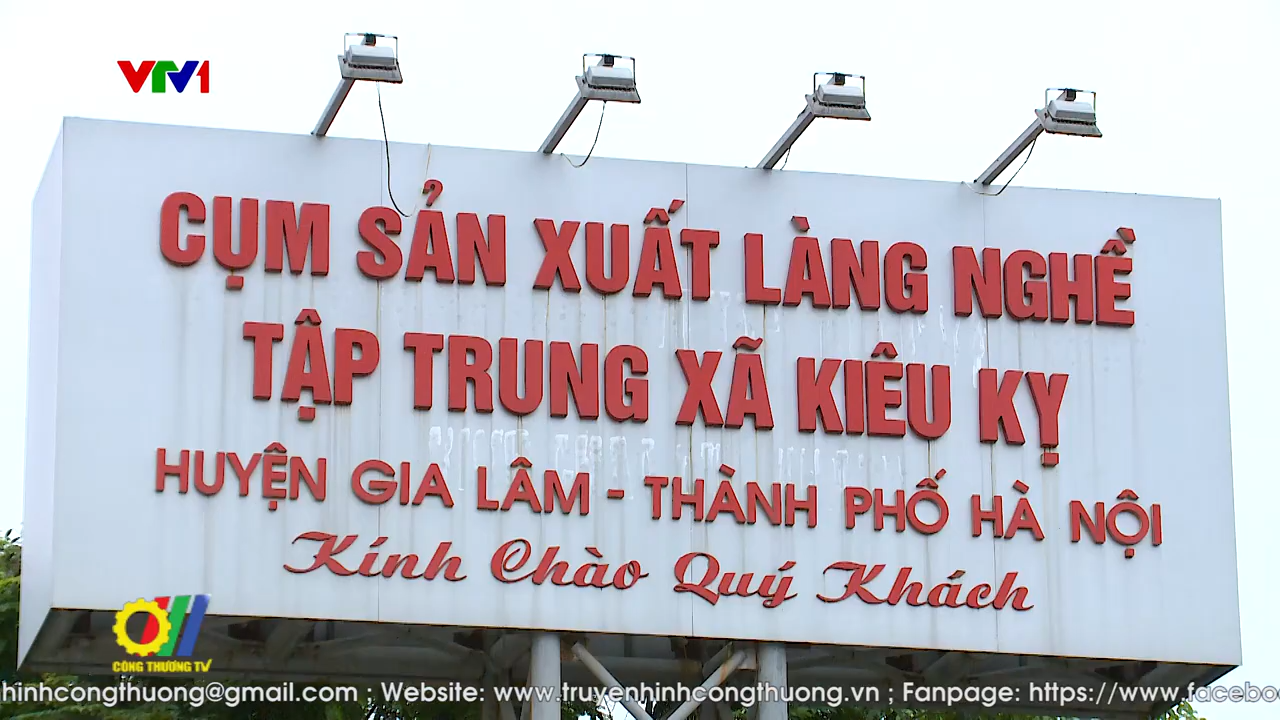 VTV1
CỤM SẢN XUẤT LÀNG NGHỀ
TẬP TRUNG XÃ KIÊU KỴ
HUYỆN GIA LÂM - THÀNH PHỐ HÀ NỘI
Kính Chào Quý Khách
CÔNG THƯƠNG TV
hinhcongthuong@gmail.com ; Website: www.truyenhinhcongthuong.vn ; Fanpage: https://www.facebo